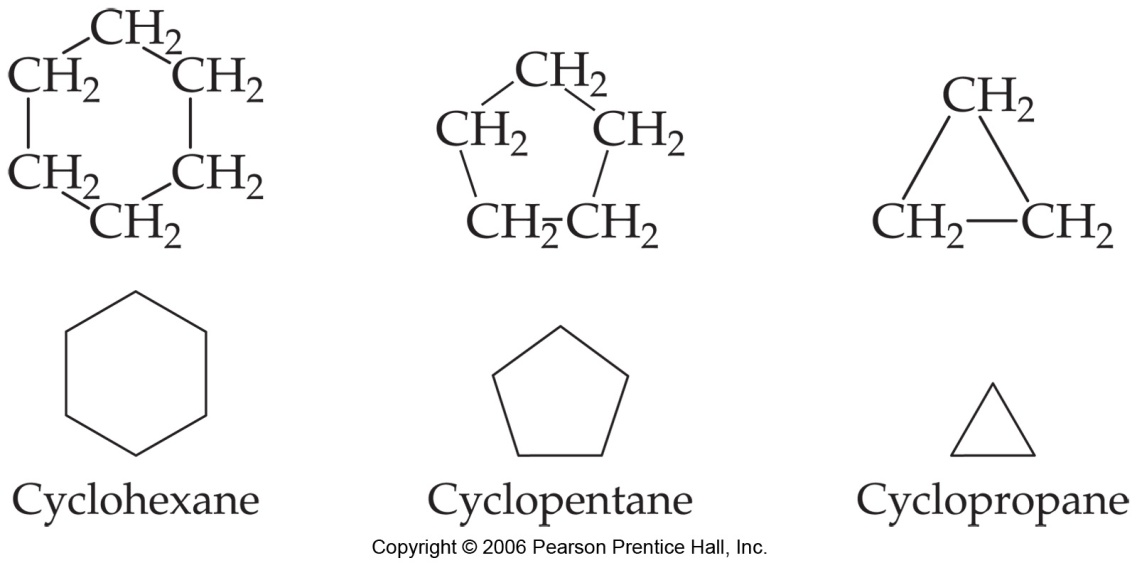 CH₂
CH₂ CH₂
CH₂ CH₂
CH₂
CH₂
CH₂ CH₂
CH₂ CH₂
CH₂
CH₂ CH₂
Cyclohexane
Cyclopentane
Cyclopropane
Copyright © 2006 Pearson Prentice Hall, Inc.